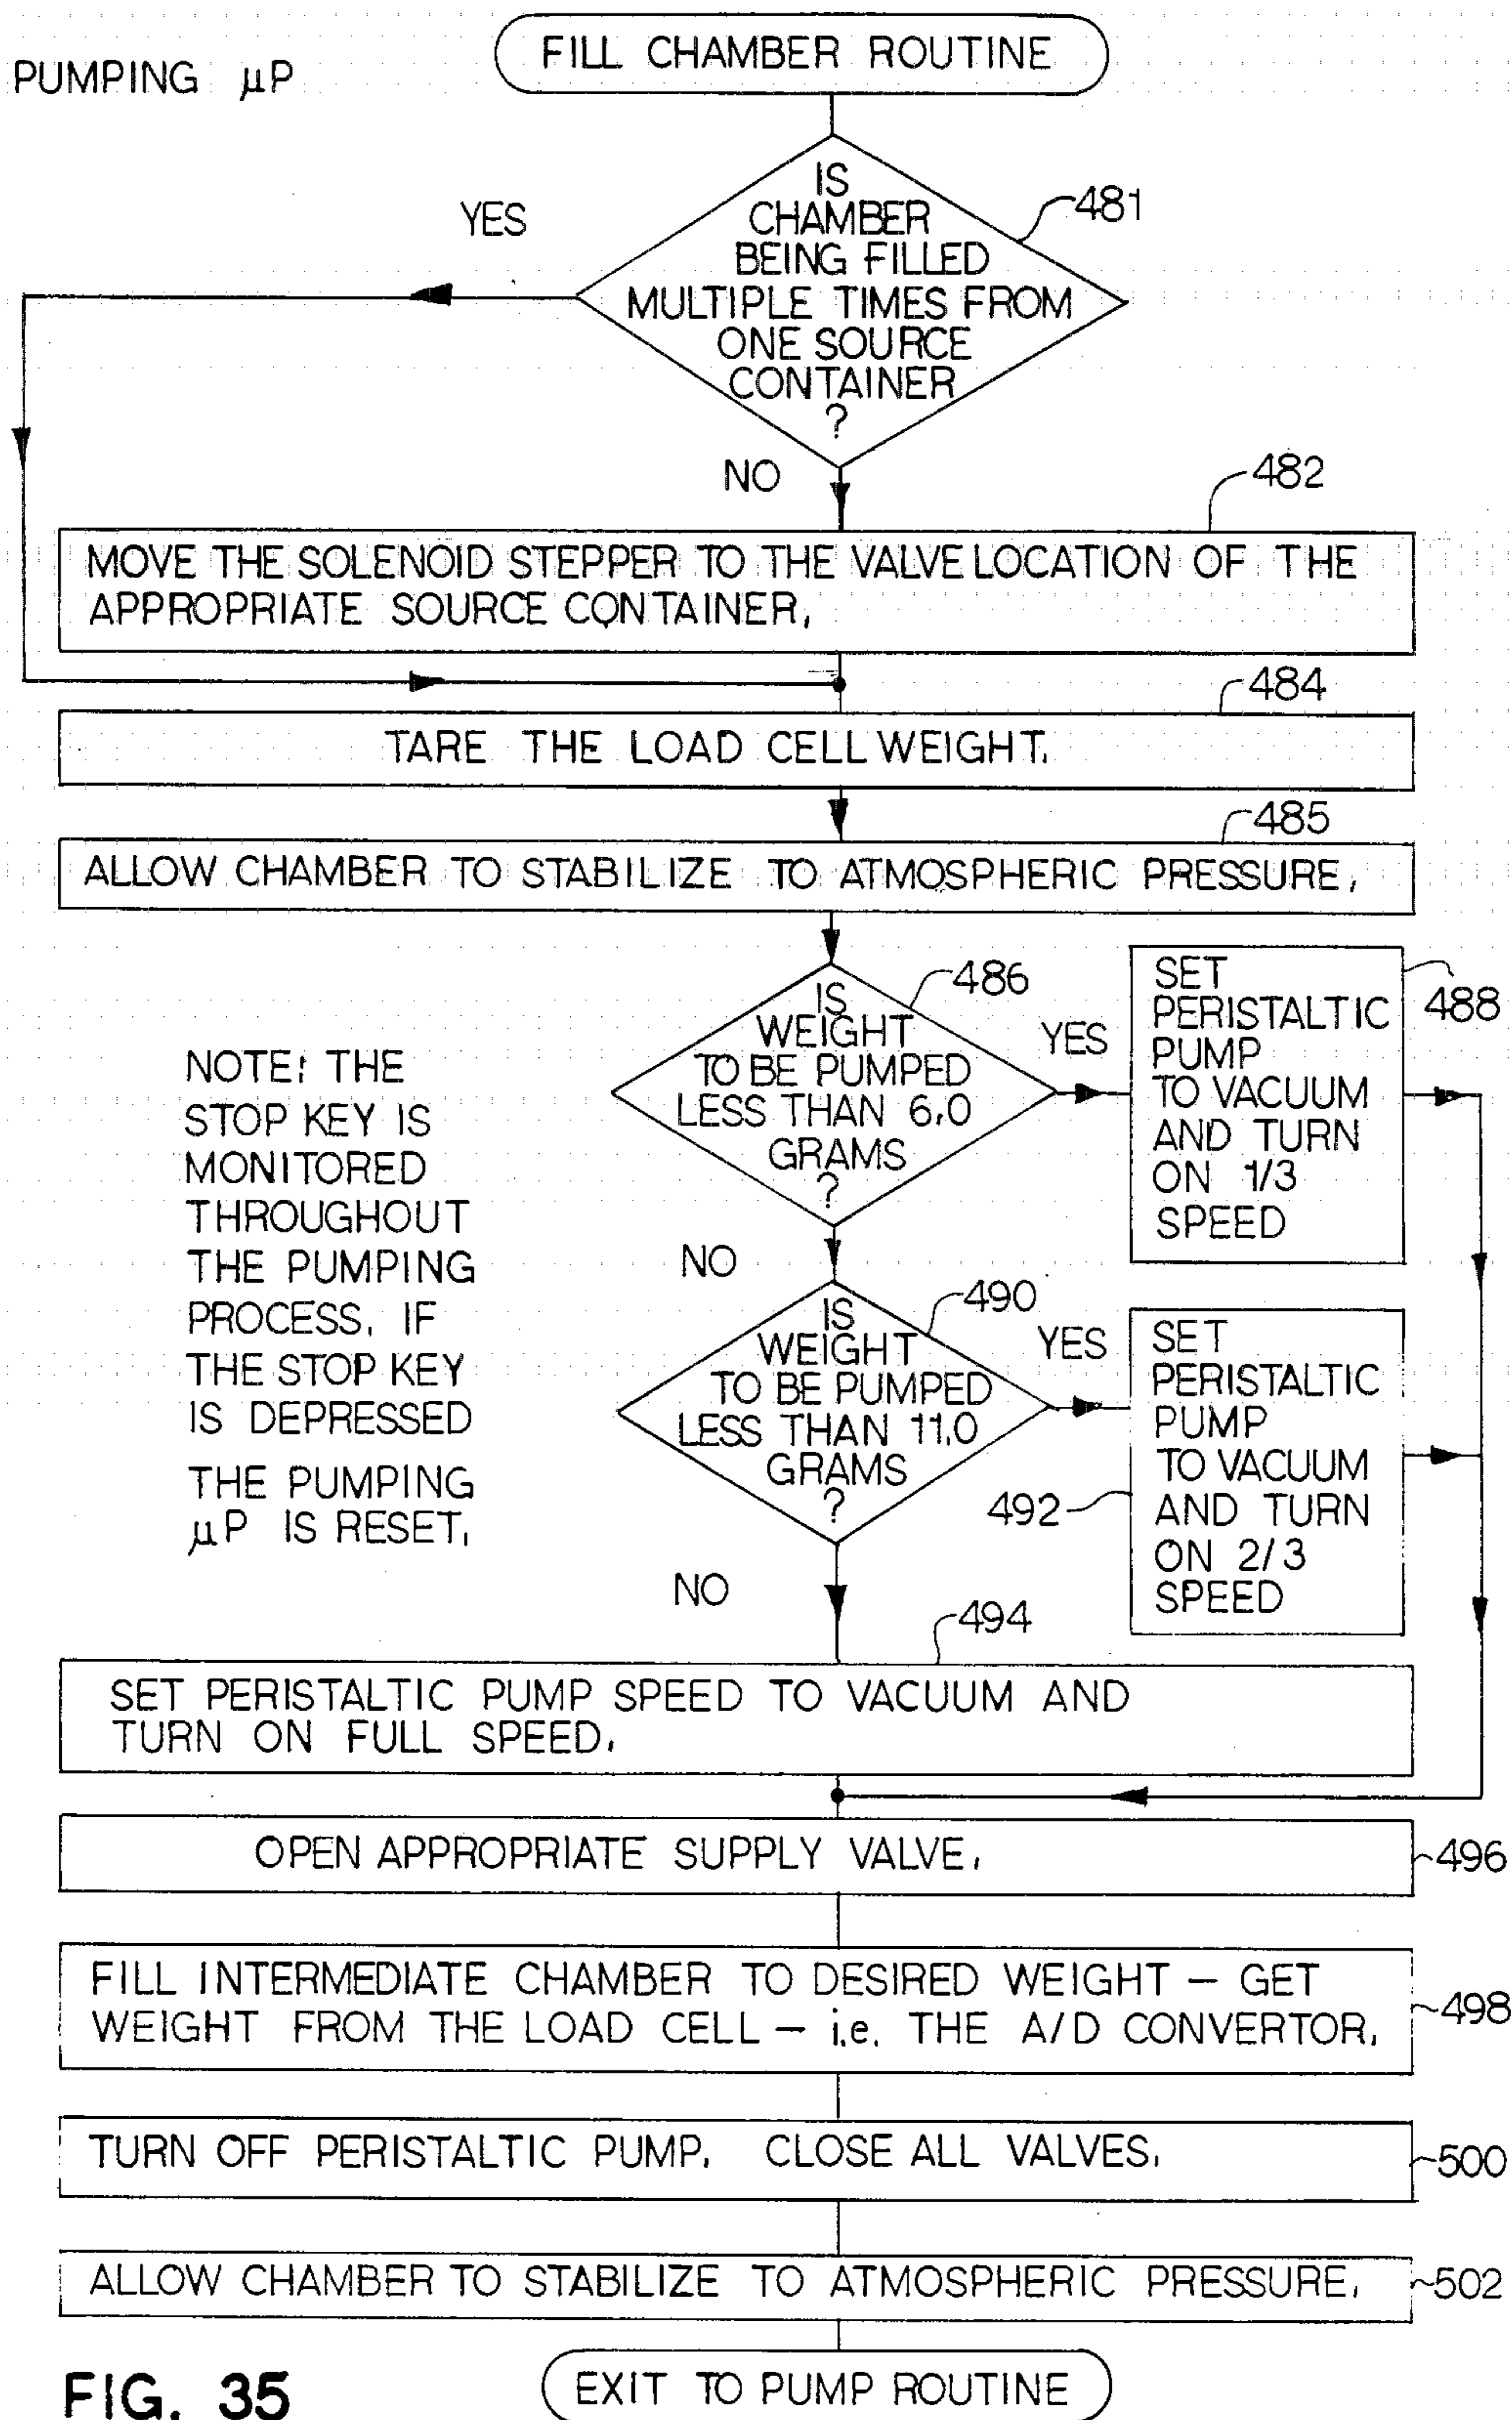 PUMPING µP
FILL CHAMBER ROUTINE
IS
CHAMBER
BEING FILLED
MULTIPLE TIMES FROM
ONE SOURCE
CONTAINER
?
481
YES
NO
482
MOVE THE SOLENOID STEPPER TO THE VALVE LOCATION OF THE
APPROPRIATE SOURCE CONTAINER.
484
TARE THE LOAD CELL WEIGHT.
485
ALLOW CHAMBER TO STABILIZE TO ATMOSPHERIC PRESSURE.
486
IS
WEIGHT
TO BE PUMPED
LESS THAN 6.0
GRAMS
?
YES
SET
PERISTALTIC
PUMP
TO VACUUM
AND TURN
ON 1/3
SPEED
488
NOTE: THE
STOP KEY IS
MONITORED
THROUGHOUT
THE PUMPING
PROCESS. IF
THE STOP KEY
IS DEPRESSED
THE PUMPING
µP IS RESET.
NO
490
IS
WEIGHT
TO BE PUMPED
LESS THAN 11.0
GRAMS
?
YES
SET
PERISTALTIC
PUMP
TO VACUUM
AND TURN
ON 2/3
SPEED
492
NO
494
SET PERISTALTIC PUMP SPEED TO VACUUM AND
TURN ON FULL SPEED.
OPEN APPROPRIATE SUPPLY VALVE.
496
FILL INTERMEDIATE CHAMBER TO DESIRED WEIGHT – GET
WEIGHT FROM THE LOAD CELL – i.e. THE A/D CONVERTOR.
498
TURN OFF PERISTALTIC PUMP. CLOSE ALL VALVES.
500
ALLOW CHAMBER TO STABILIZE TO ATMOSPHERIC PRESSURE.
502
EXIT TO PUMP ROUTINE
FIG. 35